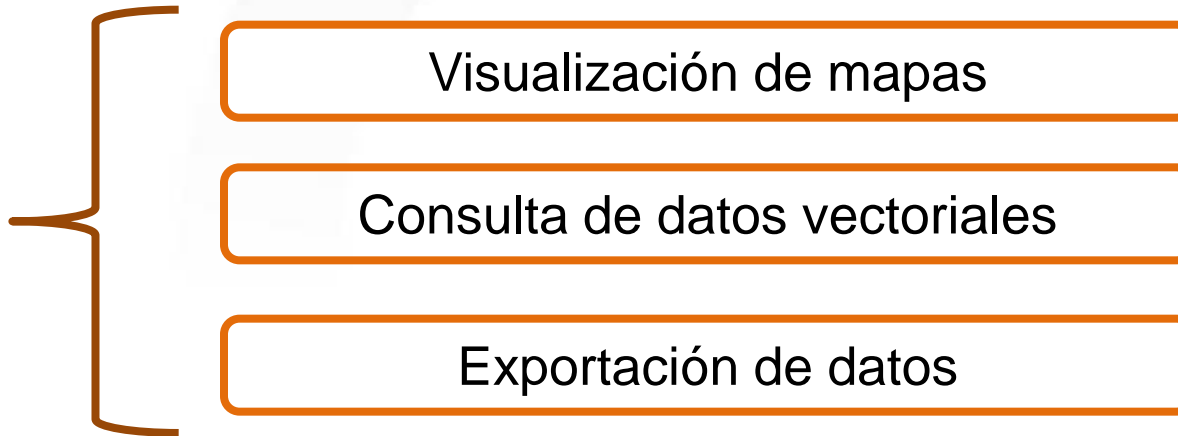 Visualización de mapas
Consulta de datos vectoriales
Exportación de datos